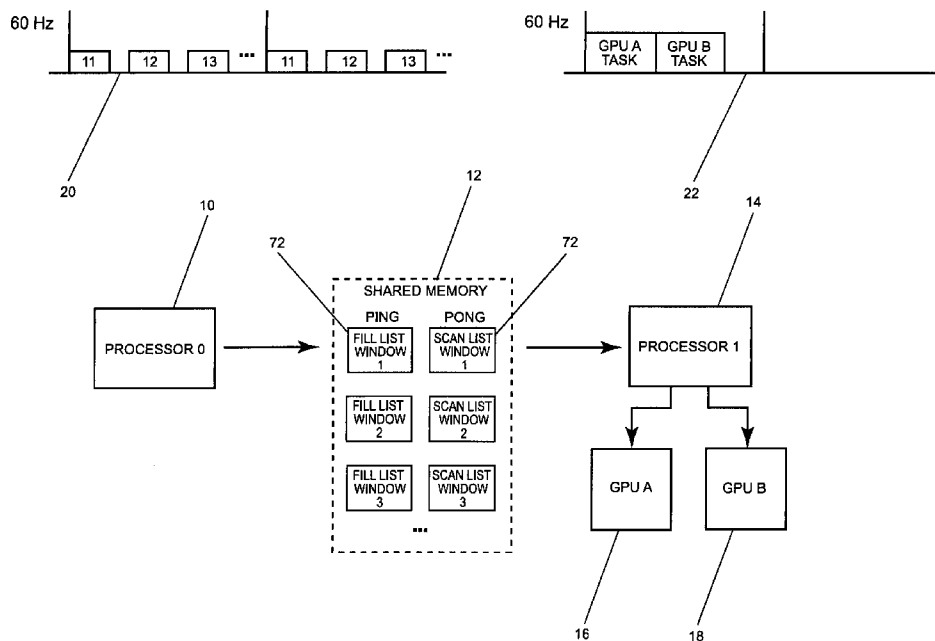 60 Hz
11 12 13 ... 11 12 13 ...
60 Hz
GPU A
TASK
GPU B
TASK
20
22
10
12
14
72
72
SHARED MEMORY
PING
PONG
PROCESSOR 0
FILL LIST
WINDOW
1
SCAN LIST
WINDOW
1
PROCESSOR 1
FILL LIST
WINDOW
2
SCAN LIST
WINDOW
2
FILL LIST
WINDOW
3
SCAN LIST
WINDOW
3
...
GPU A
GPU B
16
18